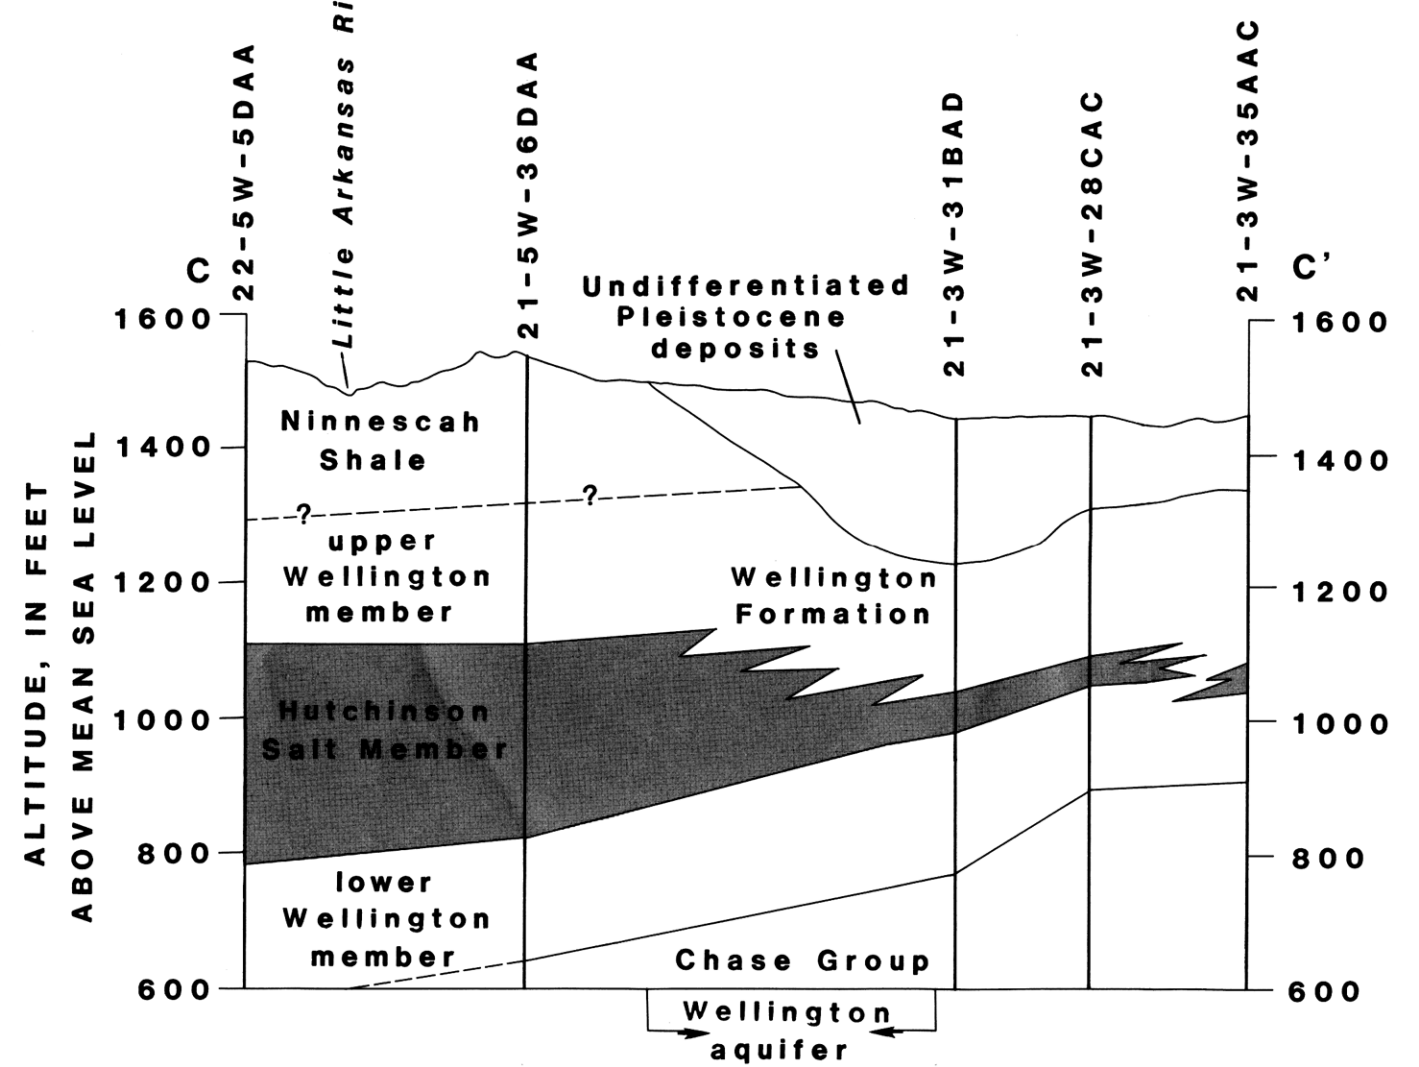 22-5W-5DAA
Little Arkansas Ri
21-5W-36DAA
21-3W-31BAD
21-3W-28CAC
21-3W-35AAC
C
C'
Undifferentiated
Pleistocene
deposits
1600
1400
1200
1000
800
600
1600
1400
1200
1000
800
600
ALTITUDE, IN FEET
ABOVE MEAN SEA LEVEL
Ninnescah
Shale
?
?
upper
Wellington
member
Wellington
Formation
Hutchinson
Salt Member
lower
Wellington
member
Chase Group
Wellington
aquifer